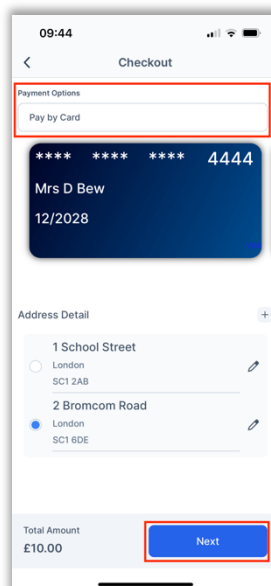 09:44
Checkout
Payment Options
Pay by Card
**** **** **** 4444
Mrs D Bew
12/2028
Address Detail +
1 School Street
London
SC1 2AB
2 Bromcom Road
London
SC1 6DE
Total Amount
£10.00
Next